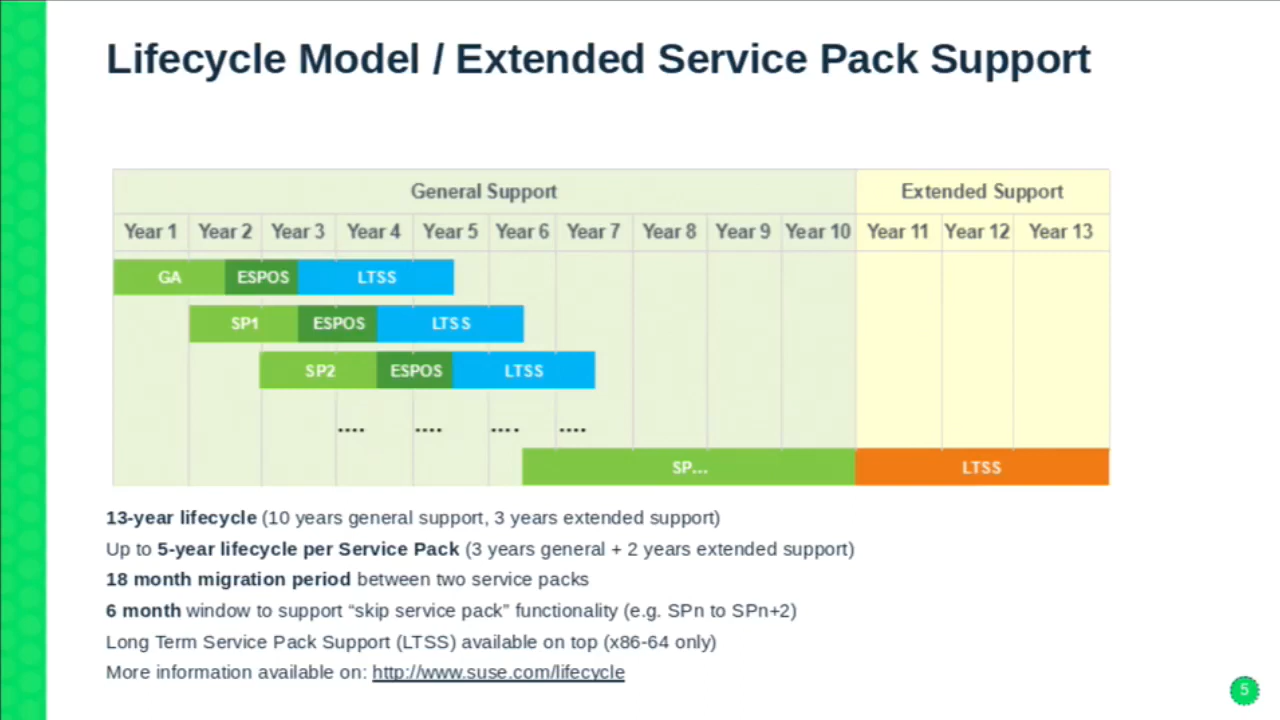 Lifecycle Model / Extended Service Pack Support
General Support Extended Support
Year 1 Year 2 Year 3 Year 4 Year 5 Year 6 Year 7 Year 8 Year 9 Year 10 Year 11 Year 12 Year 13
GA ESPOS LTSS
SP1 ESPOS LTSS
SP2 ESPOS LTSS
.... .... .... ....
SP... LTSS
13-year lifecycle (10 years general support, 3 years extended support)
Up to 5-year lifecycle per Service Pack (3 years general + 2 years extended support)
18 month migration period between two service packs
6 month window to support “skip service pack” functionality (e.g. SPn to SPn+2)
Long Term Service Pack Support (LTSS) available on top (x86-64 only)
More information available on: http://www.suse.com/lifecycle
5